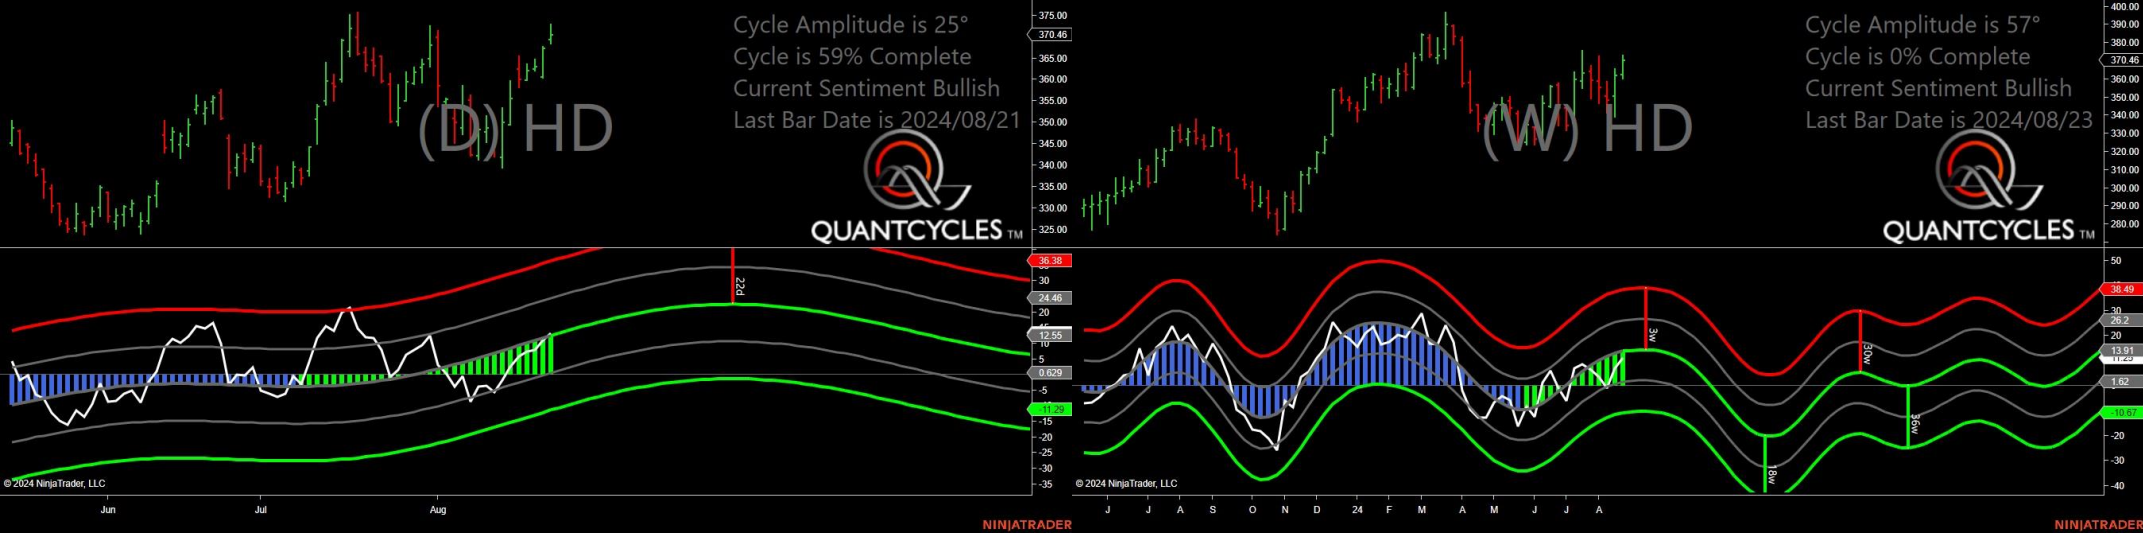 Cycle Amplitude is 25°
Cycle is 59% Complete
Current Sentiment Bullish
Last Bar Date is 2024/08/21
(D) HD
QUANTCYCLES TM
375.00
370.46
365.00
360.00
355.00
350.00
345.00
340.00
335.00
330.00
325.00
36.38
30
24.46
20
12.55
10
5
0.629
-5
-11.29
-15
-20
-25
-30
-35
22d
© 2024 NinjaTrader, LLC
Jun
Jul
Aug
NINJATRADER
Cycle Amplitude is 57°
Cycle is 0% Complete
Current Sentiment Bullish
Last Bar Date is 2024/08/23
(W) HD
QUANTCYCLES TM
400.00
390.00
380.00
370.46
360.00
350.00
340.00
330.00
320.00
310.00
300.00
290.00
280.00
50
38.49
30
26.2
20
13.91
1.62
-10.67
-20
-30
-40
3w
18w
30w
36w
© 2024 NinjaTrader, LLC
J
J
A
S
O
N
D
24
F
M
A
M
J
J
A
NINJATRADER